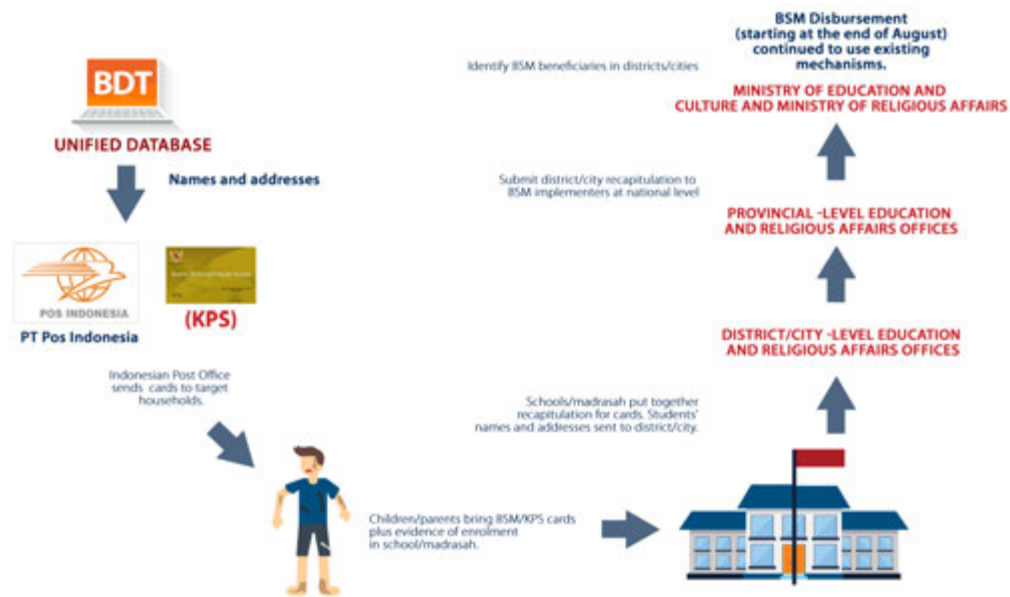 BDT
UNIFIED DATABASE
Names and addresses
POS INDONESIA
PT Pos Indonesia
(KPS)
Indonesian Post Office
sends cards to target
households.
Children/parents bring BSM/KPS cards
plus evidence of enrolment
in school/madrasah.
Schools/madrasah put together
recapitulation for cards. Students'
names and addresses sent to district/city.
DISTRICT/CITY -LEVEL EDUCATION
AND RELIGIOUS AFFAIRS OFFICES
Submit district/city recapitulation to
BSM implementers at national level
PROVINCIAL -LEVEL EDUCATION
AND RELIGIOUS AFFAIRS OFFICES
Identify BSM beneficiaries in districts/cities
MINISTRY OF EDUCATION AND
CULTURE AND MINISTRY OF RELIGIOUS AFFAIRS
BSM Disbursement
(starting at the end of August)
continued to use existing
mechanisms.